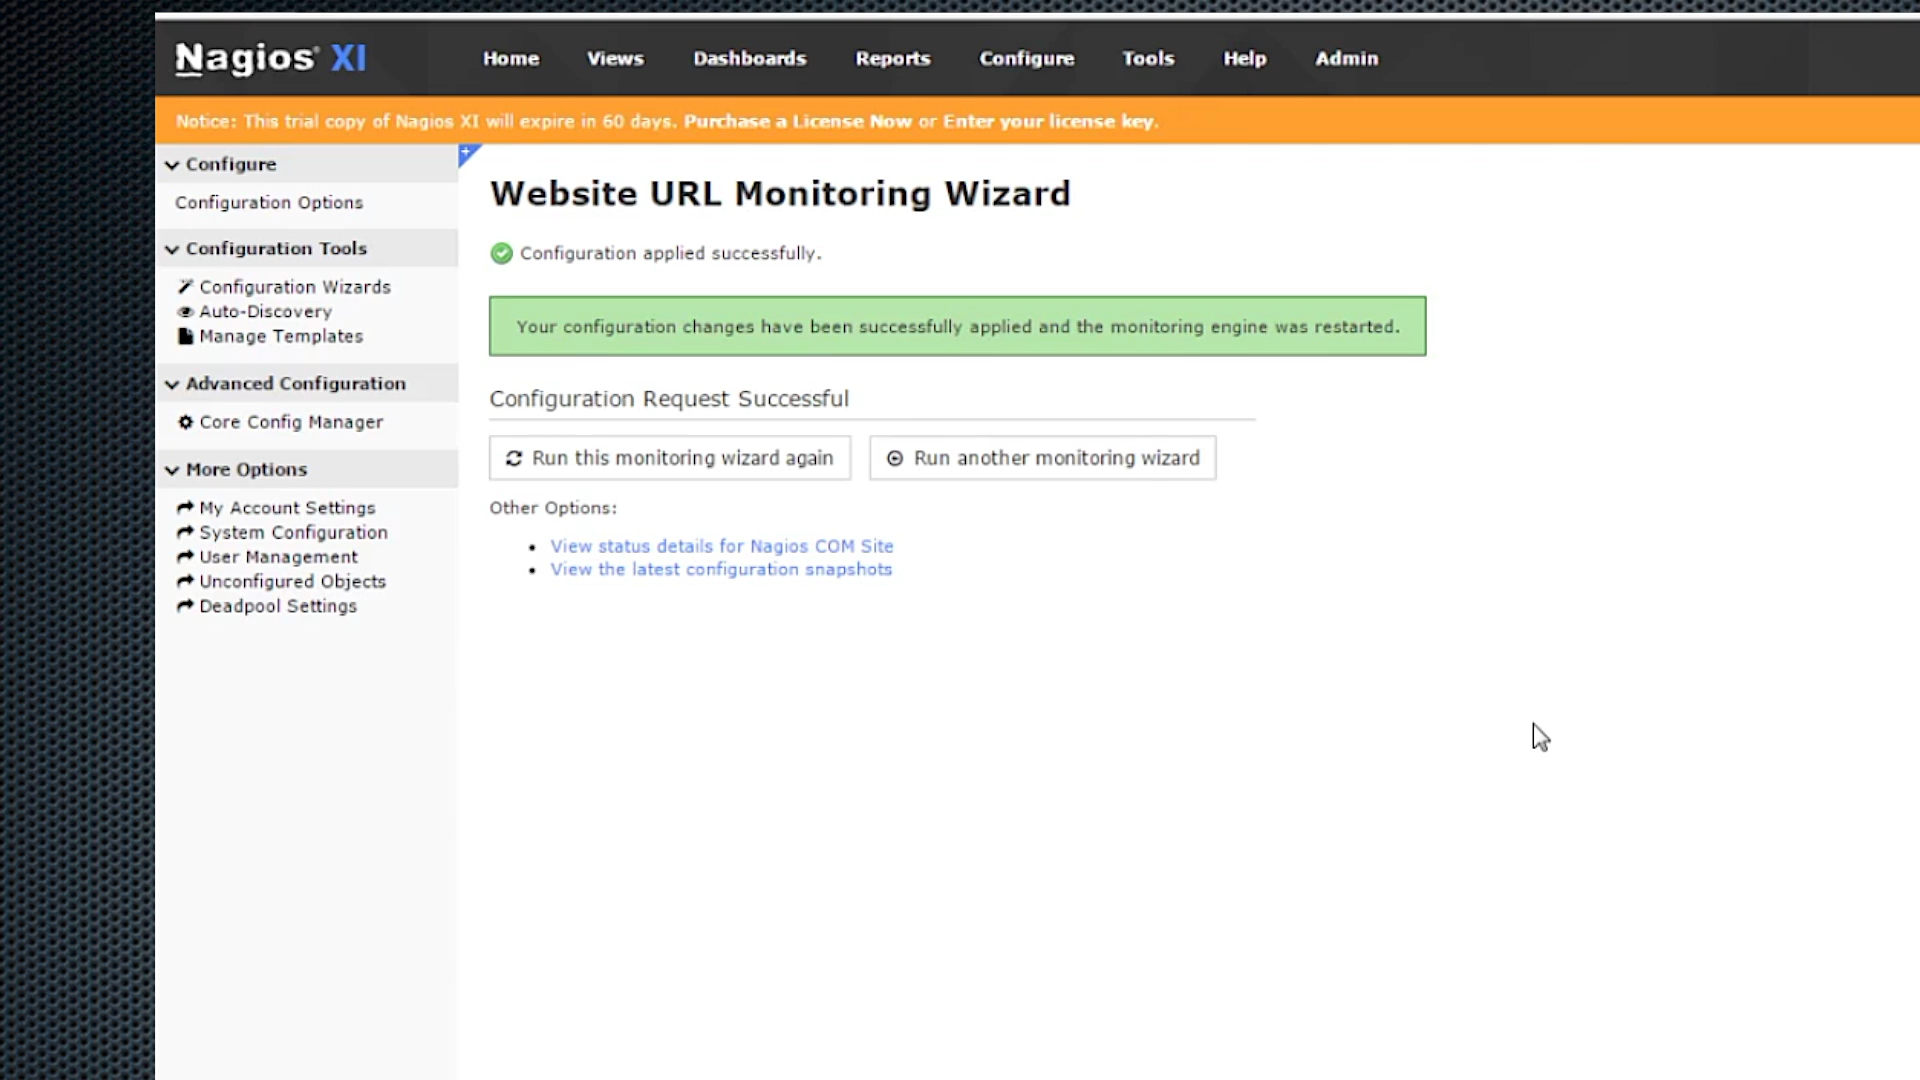 Nagios® XI
Home Views Dashboards Reports Configure Tools Help Admin
Notice: This trial copy of Nagios XI will expire in 60 days. Purchase a License Now or Enter your license key.
Configure
Configuration Options
Configuration Tools
Configuration Wizards
Auto-Discovery
Manage Templates
Advanced Configuration
Core Config Manager
More Options
My Account Settings
System Configuration
User Management
Unconfigured Objects
Deadpool Settings
Website URL Monitoring Wizard
Configuration applied successfully.
Your configuration changes have been successfully applied and the monitoring engine was restarted.
Configuration Request Successful
Run this monitoring wizard again Run another monitoring wizard
Other Options:
• View status details for Nagios COM Site
• View the latest configuration snapshots